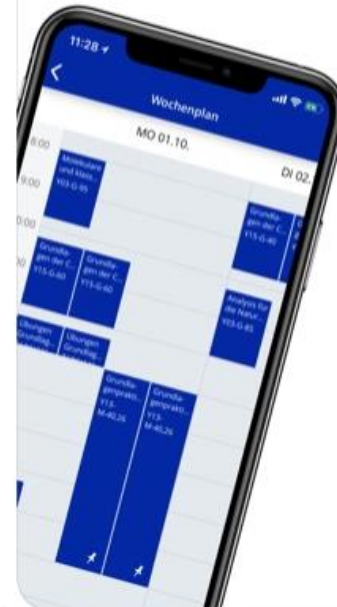 11:28
Wochenplan
MO 01.10.
DI 02.
8:00
9:00
Molekulare
und klass...
Y03-G-95
Grundla-
gen der C...
Y15-G-40
Grundla-
gen der C...
Y15-G-60
Grundla-
gen der C...
Y15-G-60
Analysis für
die Natur...
Y03-G-85
Übungen
Grundlag...
Übungen
Grundlag...
Grundla-
genprakti...
Y13-
M-40,26
Grundla-
genprakti...
Y13-
M-40,26